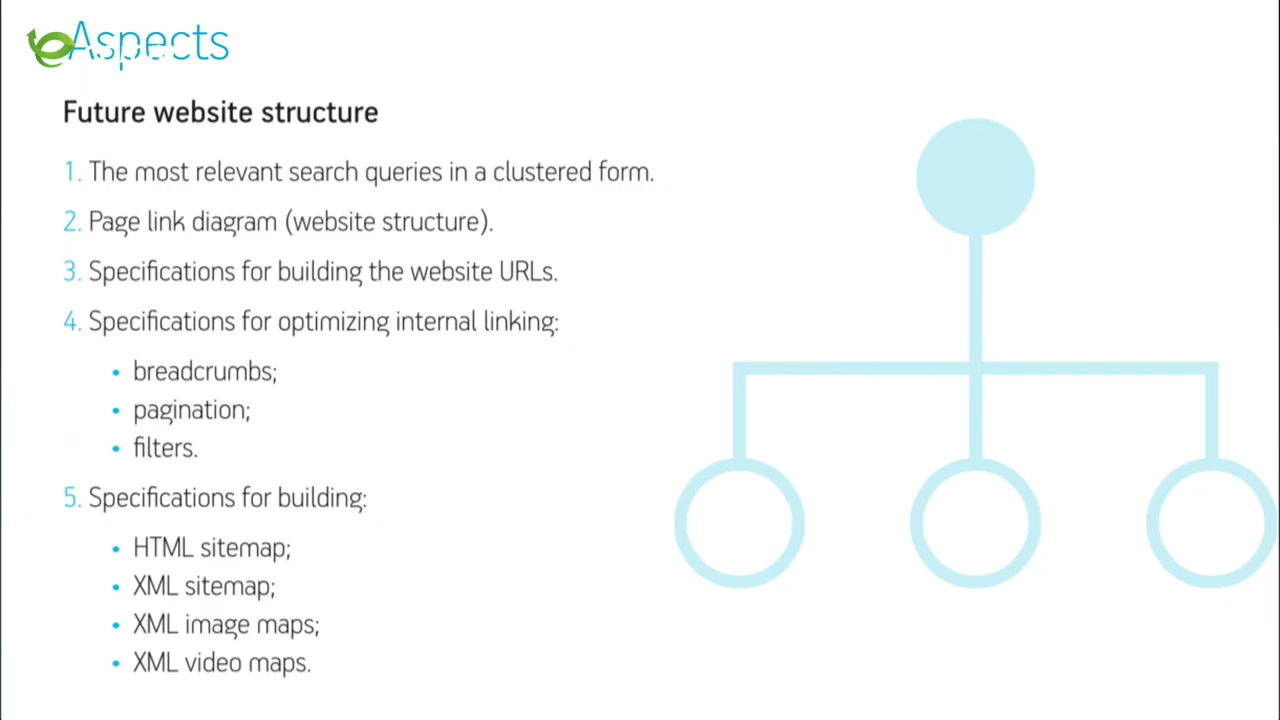 Aspects
Future website structure
1. The most relevant search queries in a clustered form.
2. Page link diagram (website structure).
3. Specifications for building the website URLs.
4. Specifications for optimizing internal linking:
• breadcrumbs;
• pagination;
• filters.
5. Specifications for building:
• HTML sitemap;
• XML sitemap;
• XML image maps;
• XML video maps.